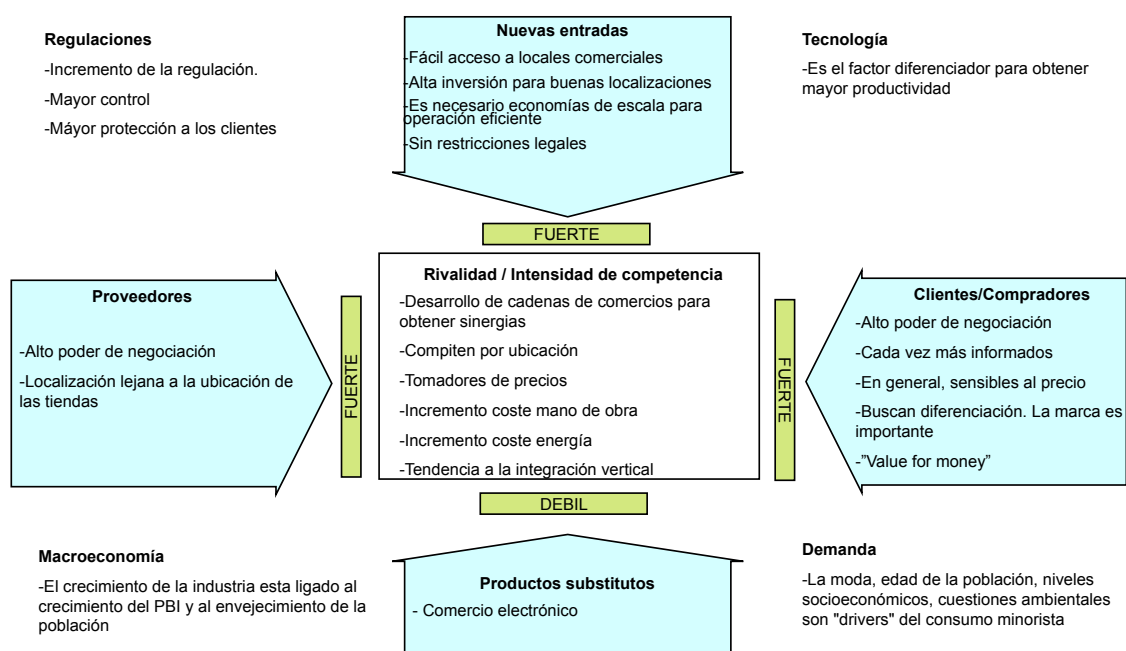 Regulaciones
-Incremento de la regulación.
-Mayor control
-Máyor protección a los clientes
Nuevas entradas
-Fácil acceso a locales comerciales
-Alta inversión para buenas localizaciones
-Es necesario economías de escala para
operación eficiente
-Sin restricciones legales
Tecnología
-Es el factor diferenciador para obtener
mayor productividad
FUERTE
Proveedores
-Alto poder de negociación
-Localización lejana a la ubicación de
las tiendas
FUERTE
Rivalidad / Intensidad de competencia
-Desarrollo de cadenas de comercios para
obtener sinergias
-Compiten por ubicación
-Tomadores de precios
-Incremento coste mano de obra
-Incremento coste energía
-Tendencia a la integración vertical
FUERTE
Clientes/Compradores
-Alto poder de negociación
-Cada vez más informados
-En general, sensibles al precio
-Buscan diferenciación. La marca es
importante
-”Value for money”
DEBIL
Macroeconomía
-El crecimiento de la industria esta ligado al
crecimiento del PBI y al envejecimiento de la
población
Productos substitutos
- Comercio electrónico
Demanda
-La moda, edad de la población, niveles
socioeconómicos, cuestiones ambientales
son "drivers" del consumo minorista